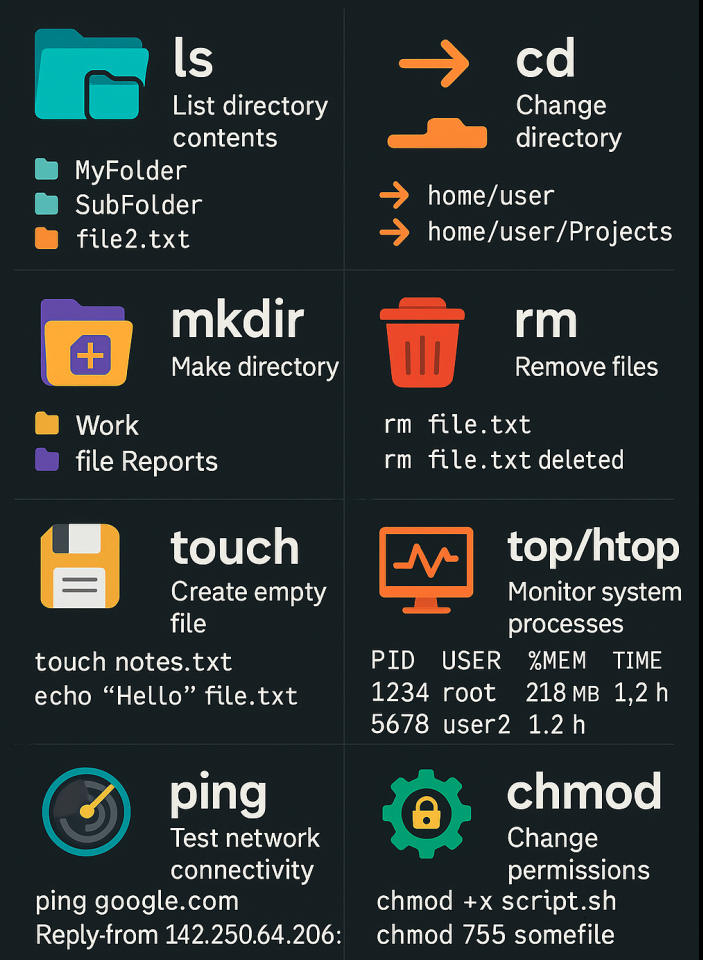 ls
List directory
contents
MyFolder
SubFolder
file2.txt
cd
Change
directory
home/user
home/user/Projects
mkdir
Make directory
Work
file Reports
rm
Remove files
rm file.txt
rm file.txt deleted
touch
Create empty
file
touch notes.txt
echo “Hello” file.txt
top/htop
Monitor system
processes
PID USER %MEM TIME
1234 root 218 MB 1,2 h
5678 user2 1.2 h
ping
Test network
connectivity
ping google.com
Reply-from 142.250.64.206:
chmod
Change
permissions
chmod +x script.sh
chmod 755 somefile